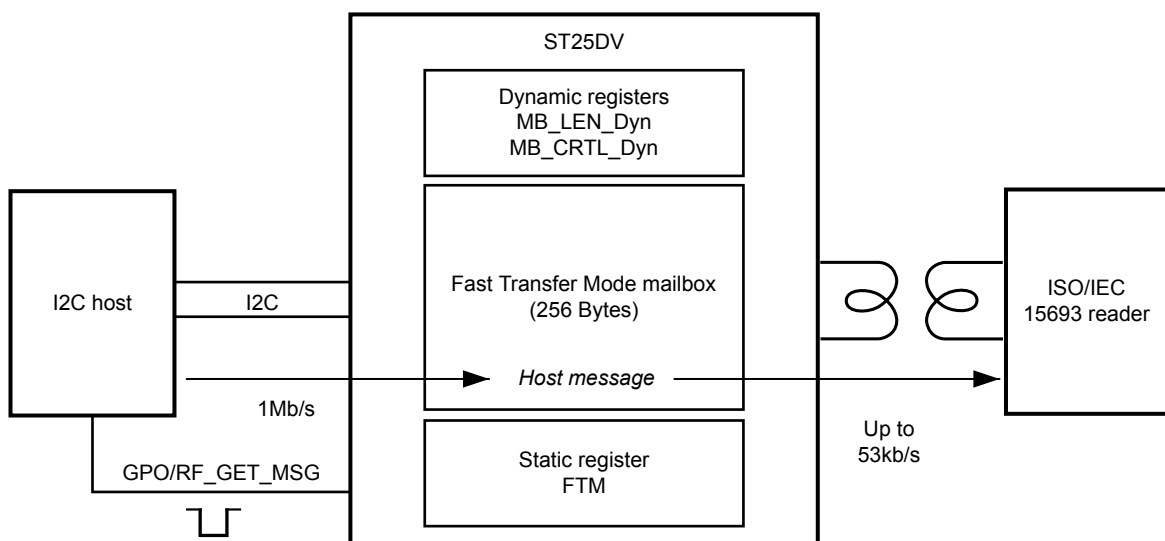 ST25DV
Dynamic registers
MB_LEN_Dyn
MB_CRTL_Dyn
I2C host
I2C
Fast Transfer Mode mailbox
(256 Bytes)
ISO/IEC
15693 reader
Host message
1Mb/s
Up to
53kb/s
GPO/RF_GET_MSG
Static register
FTM